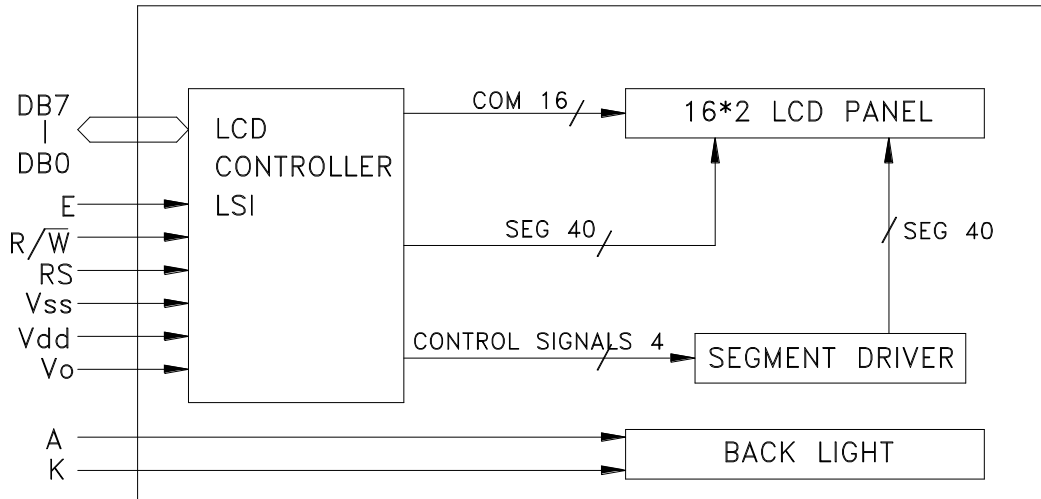 DB7
|
DB0
E
R/W̅
RS
Vss
Vdd
Vo
A
K
LCD
CONTROLLER
LSI
COM 16
SEG 40
CONTROL SIGNALS 4
16*2 LCD PANEL
SEG 40
SEGMENT DRIVER
BACK LIGHT